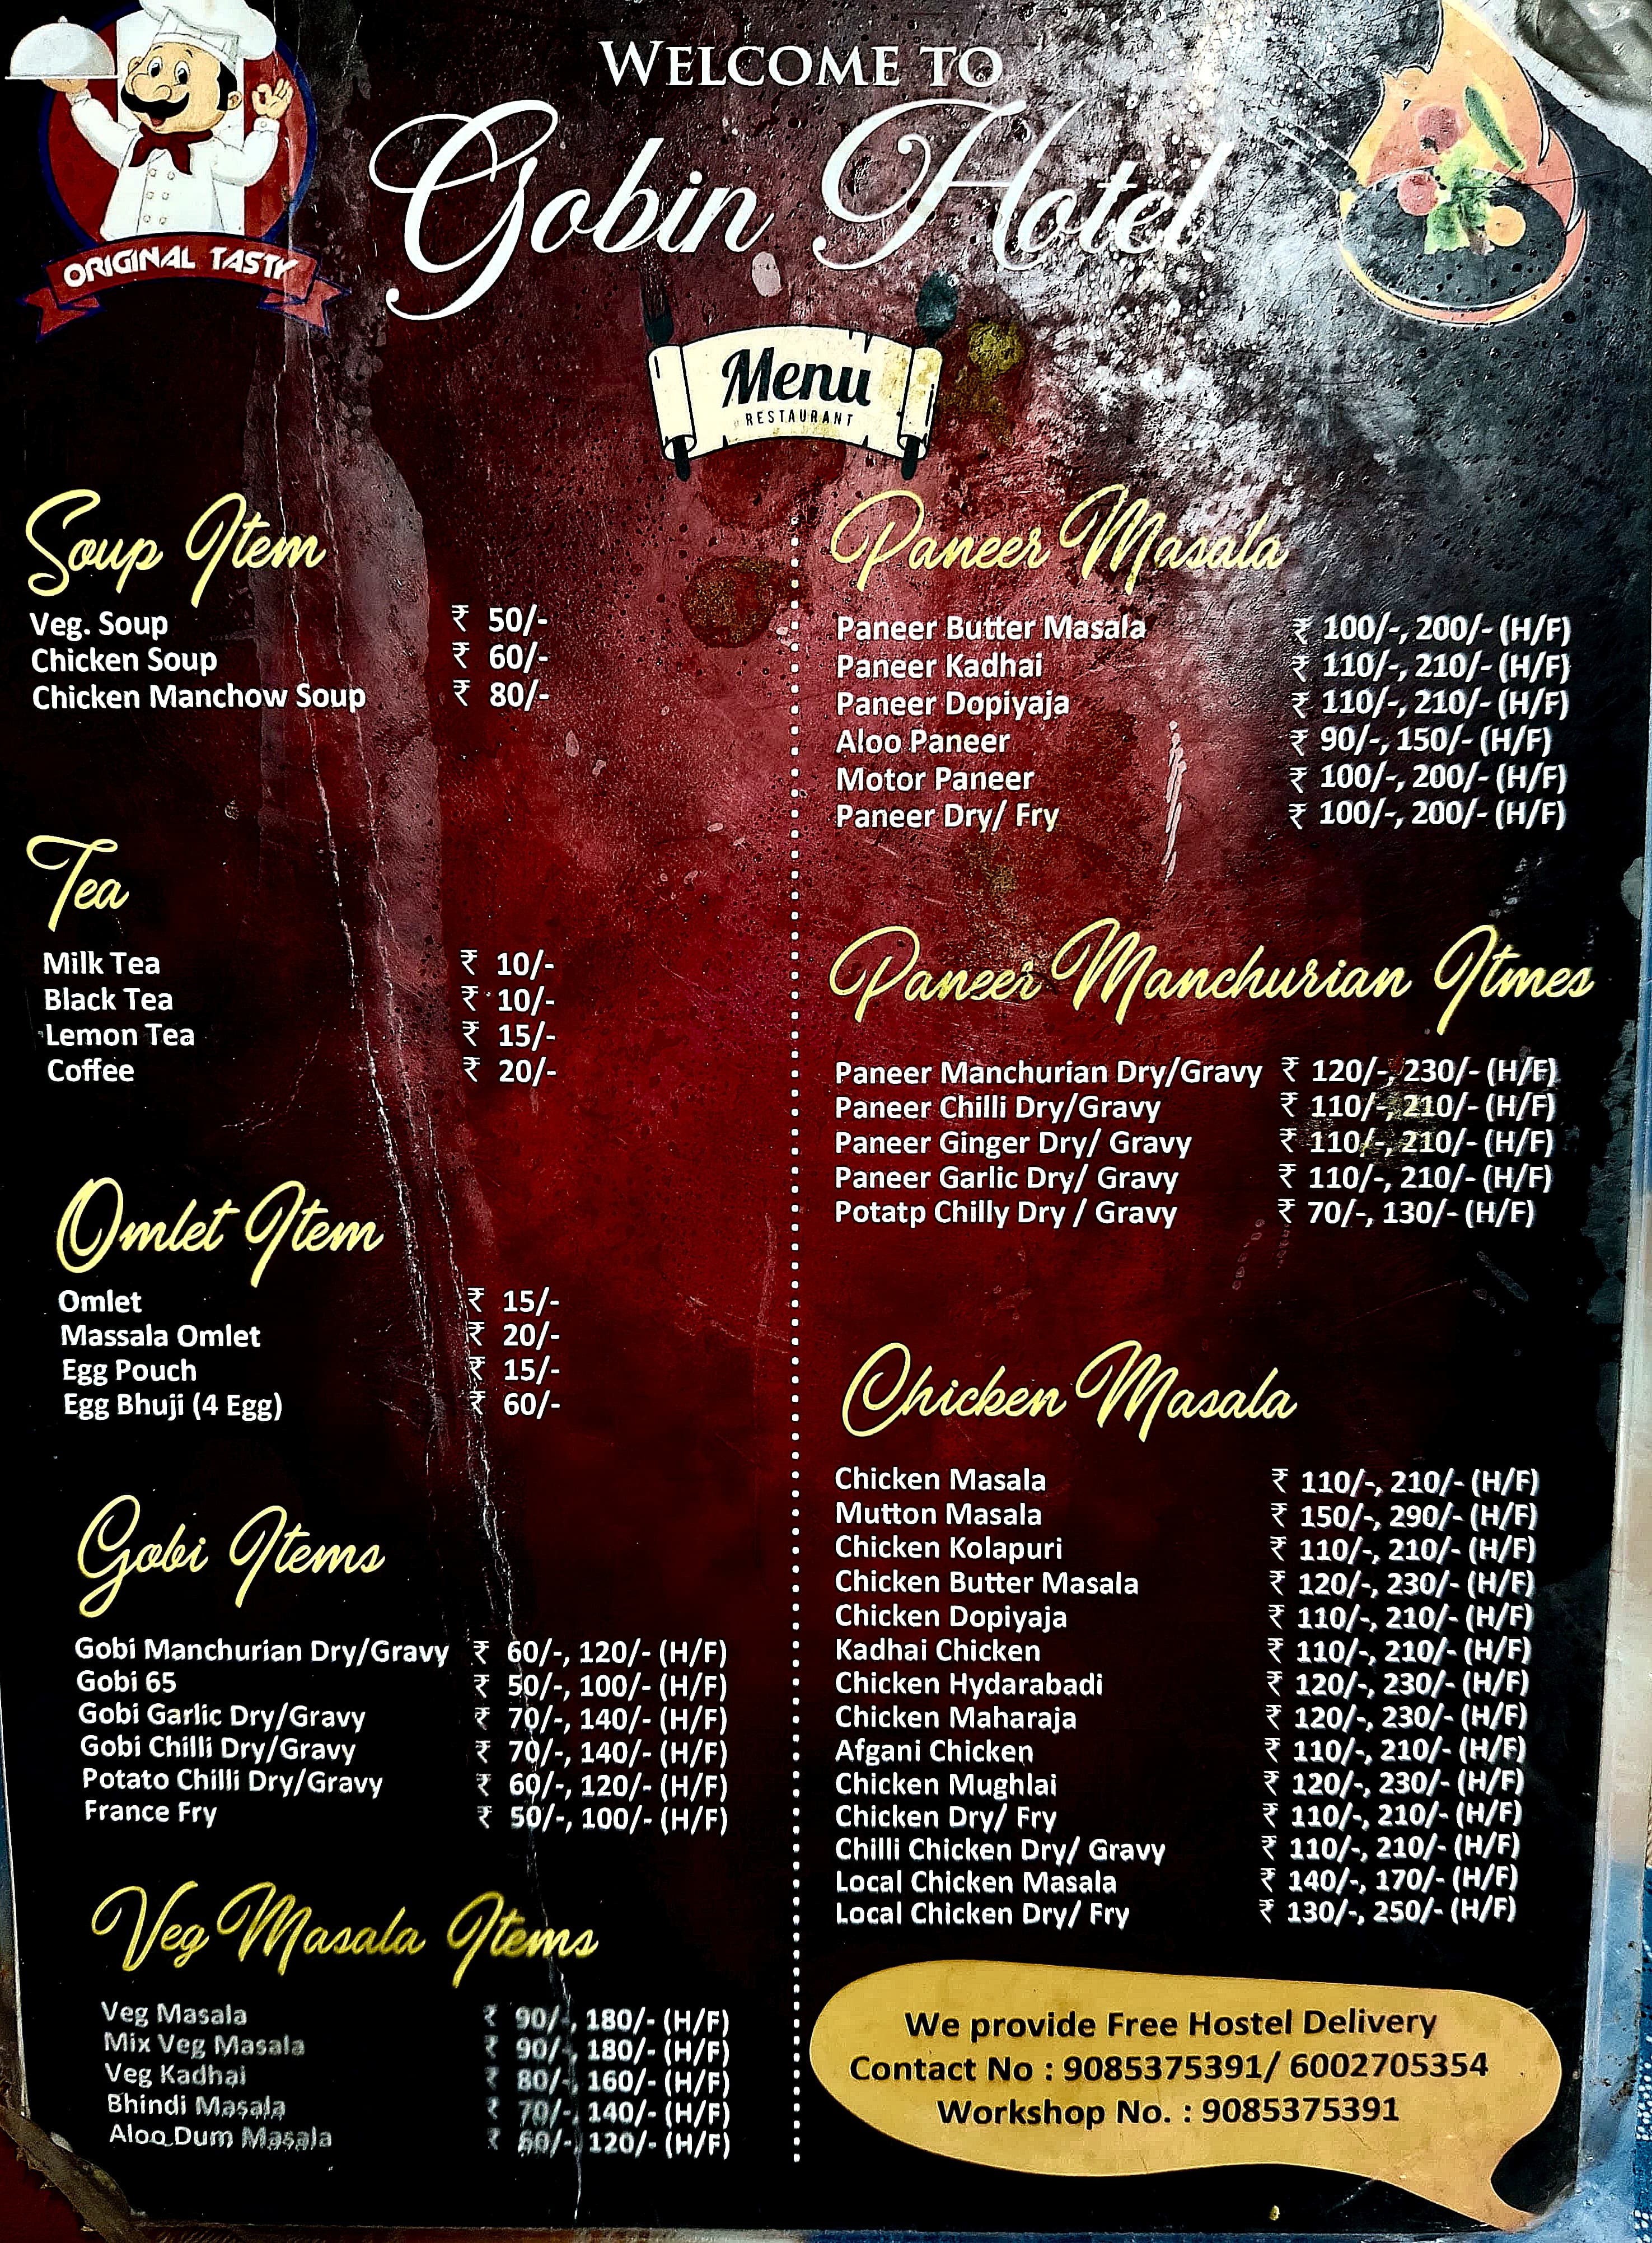 ORIGINAL TASTY
WELCOME TO
Gobin Hotel
Menu
RESTAURANT
Soup Item
Veg. Soup ₹ 50/-
Chicken Soup ₹ 60/-
Chicken Manchow Soup ₹ 80/-
Tea
Milk Tea ₹ 10/-
Black Tea ₹ 10/-
Lemon Tea ₹ 15/-
Coffee ₹ 20/-
Omlet Item
Omlet ₹ 15/-
Massala Omlet ₹ 20/-
Egg Pouch ₹ 15/-
Egg Bhuji (4 Egg) ₹ 60/-
Gobi Items
Gobi Manchurian Dry/Gravy ₹ 60/-, 120/- (H/F)
Gobi 65 ₹ 50/-, 100/- (H/F)
Gobi Garlic Dry/Gravy ₹ 70/-, 140/- (H/F)
Gobi Chilli Dry/Gravy ₹ 70/-, 140/- (H/F)
Potato Chilli Dry/Gravy ₹ 60/-, 120/- (H/F)
France Fry ₹ 50/-, 100/- (H/F)
Veg Masala Items
Veg Masala ₹ 90/-, 180/- (H/F)
Mix Veg Masala ₹ 90/-, 180/- (H/F)
Veg Kadhai ₹ 80/-, 160/- (H/F)
Bhindi Masala ₹ 70/-, 140/- (H/F)
Aloo Dum Masala ₹ 60/-, 120/- (H/F)
Paneer Masala
Paneer Butter Masala ₹ 100/-, 200/- (H/F)
Paneer Kadhai ₹ 110/-, 210/- (H/F)
Paneer Dopiyaja ₹ 110/-, 210/- (H/F)
Aloo Paneer ₹ 90/-, 150/- (H/F)
Motor Paneer ₹ 100/-, 200/- (H/F)
Paneer Dry/ Fry ₹ 100/-, 200/- (H/F)
Paneer Manchurian Itmes
Paneer Manchurian Dry/Gravy ₹ 120/-, 230/- (H/F)
Paneer Chilli Dry/Gravy ₹ 110/-, 210/- (H/F)
Paneer Ginger Dry/ Gravy ₹ 110/-, 210/- (H/F)
Paneer Garlic Dry/ Gravy ₹ 110/-, 210/- (H/F)
Potatp Chilly Dry / Gravy ₹ 70/-, 130/- (H/F)
Chicken Masala
Chicken Masala ₹ 110/-, 210/- (H/F)
Mutton Masala ₹ 150/-, 290/- (H/F)
Chicken Kolapuri ₹ 110/-, 210/- (H/F)
Chicken Butter Masala ₹ 120/-, 230/- (H/F)
Chicken Dopiyaja ₹ 110/-, 210/- (H/F)
Kadhai Chicken ₹ 110/-, 210/- (H/F)
Chicken Hydarabadi ₹ 120/-, 230/- (H/F)
Chicken Maharaja ₹ 120/-, 230/- (H/F)
Afgani Chicken ₹ 110/-, 210/- (H/F)
Chicken Mughlai ₹ 120/-, 230/- (H/F)
Chicken Dry/ Fry ₹ 110/-, 210/- (H/F)
Chilli Chicken Dry/ Gravy ₹ 110/-, 210/- (H/F)
Local Chicken Masala ₹ 140/-, 170/- (H/F)
Local Chicken Dry/ Fry ₹ 130/-, 250/- (H/F)
We provide Free Hostel Delivery
Contact No : 9085375391/ 6002705354
Workshop No. : 9085375391